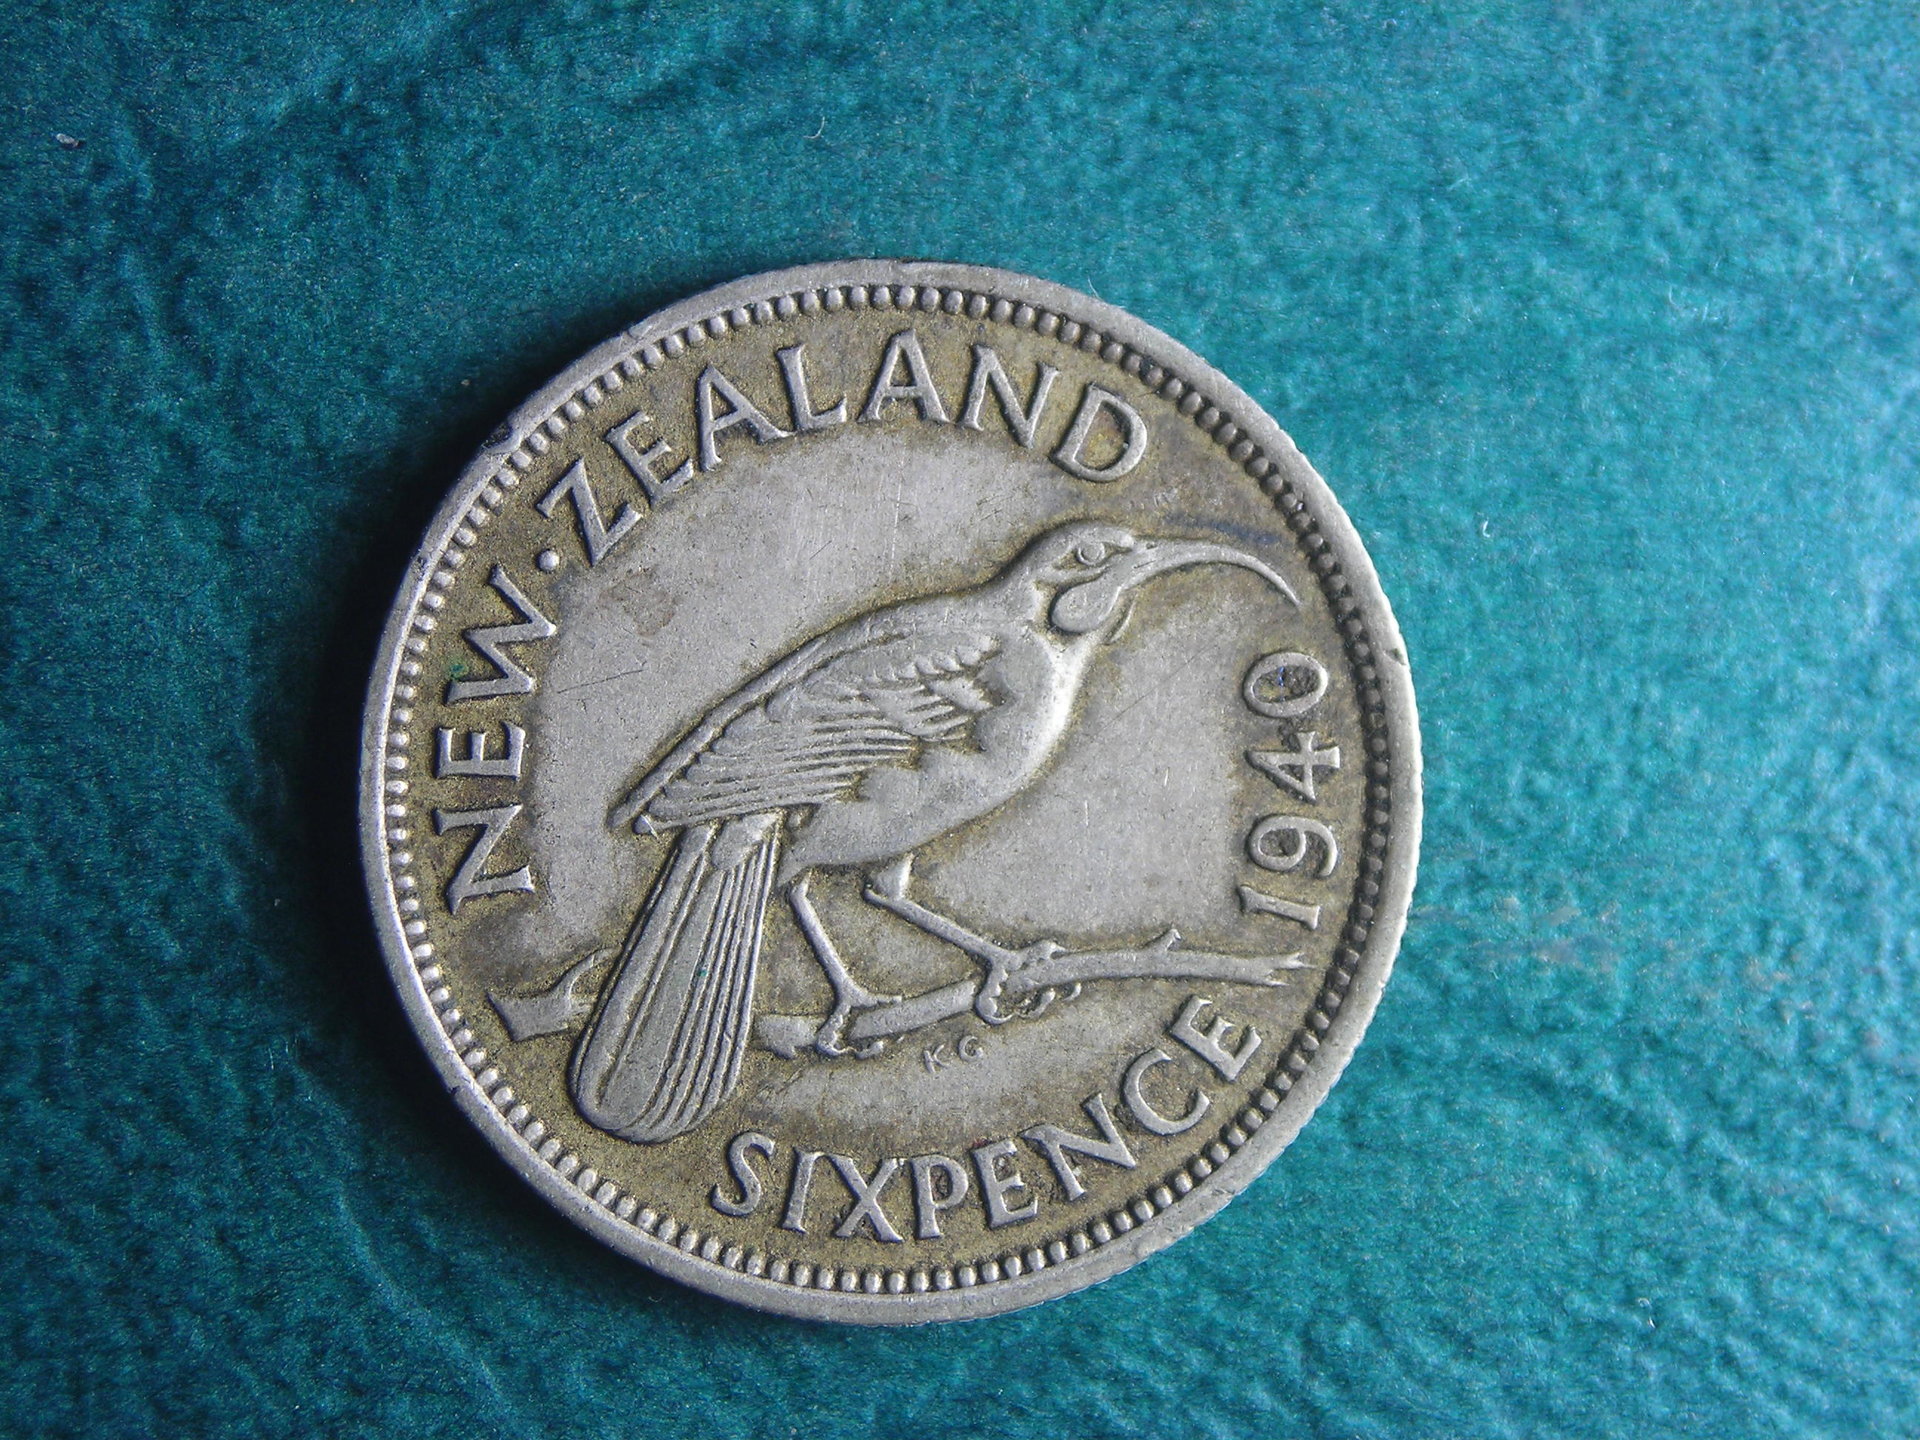 NEW·ZEALAND
1940
KG
SIXPENCE